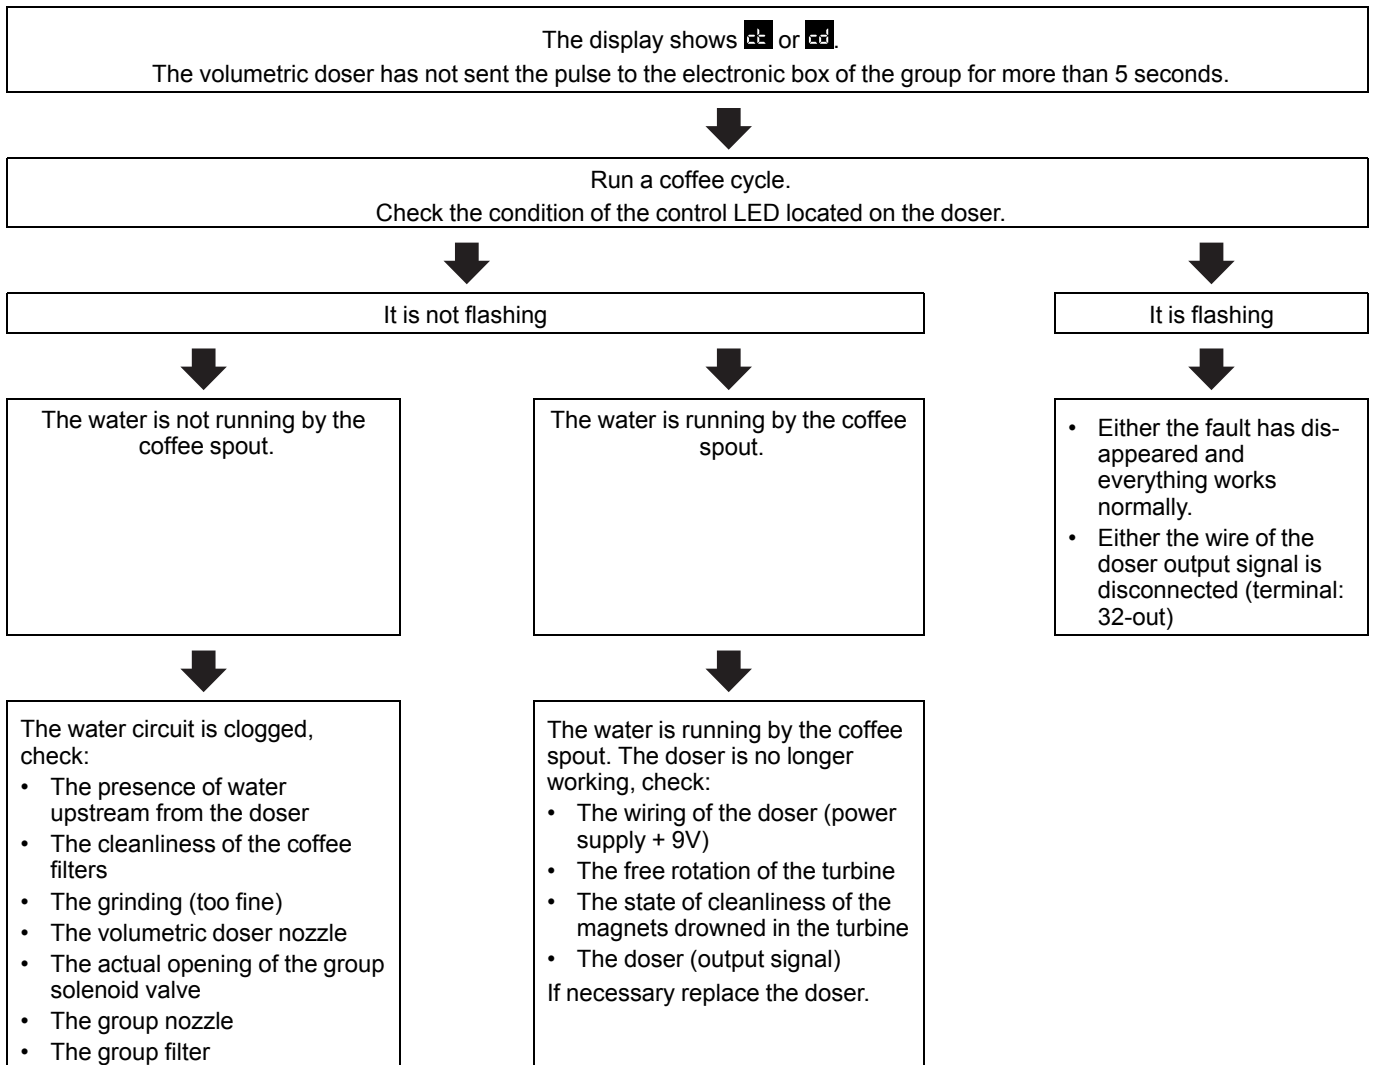 The display shows ct or cd.
The volumetric doser has not sent the pulse to the electronic box of the group for more than 5 seconds.
Run a coffee cycle.
Check the condition of the control LED located on the doser.
It is not flashing
It is flashing
The water is not running by the
coffee spout.
The water is running by the coffee
spout.
• Either the fault has dis-
appeared and
everything works
normally.
• Either the wire of the
doser output signal is
disconnected (terminal:
32-out)
The water circuit is clogged,
check:
• The presence of water
upstream from the doser
• The cleanliness of the coffee
filters
• The grinding (too fine)
• The volumetric doser nozzle
• The actual opening of the group
solenoid valve
• The group nozzle
• The group filter
The water is running by the coffee
spout. The doser is no longer
working, check:
• The wiring of the doser (power
supply + 9V)
• The free rotation of the turbine
• The state of cleanliness of the
magnets drowned in the turbine
• The doser (output signal)
If necessary replace the doser.